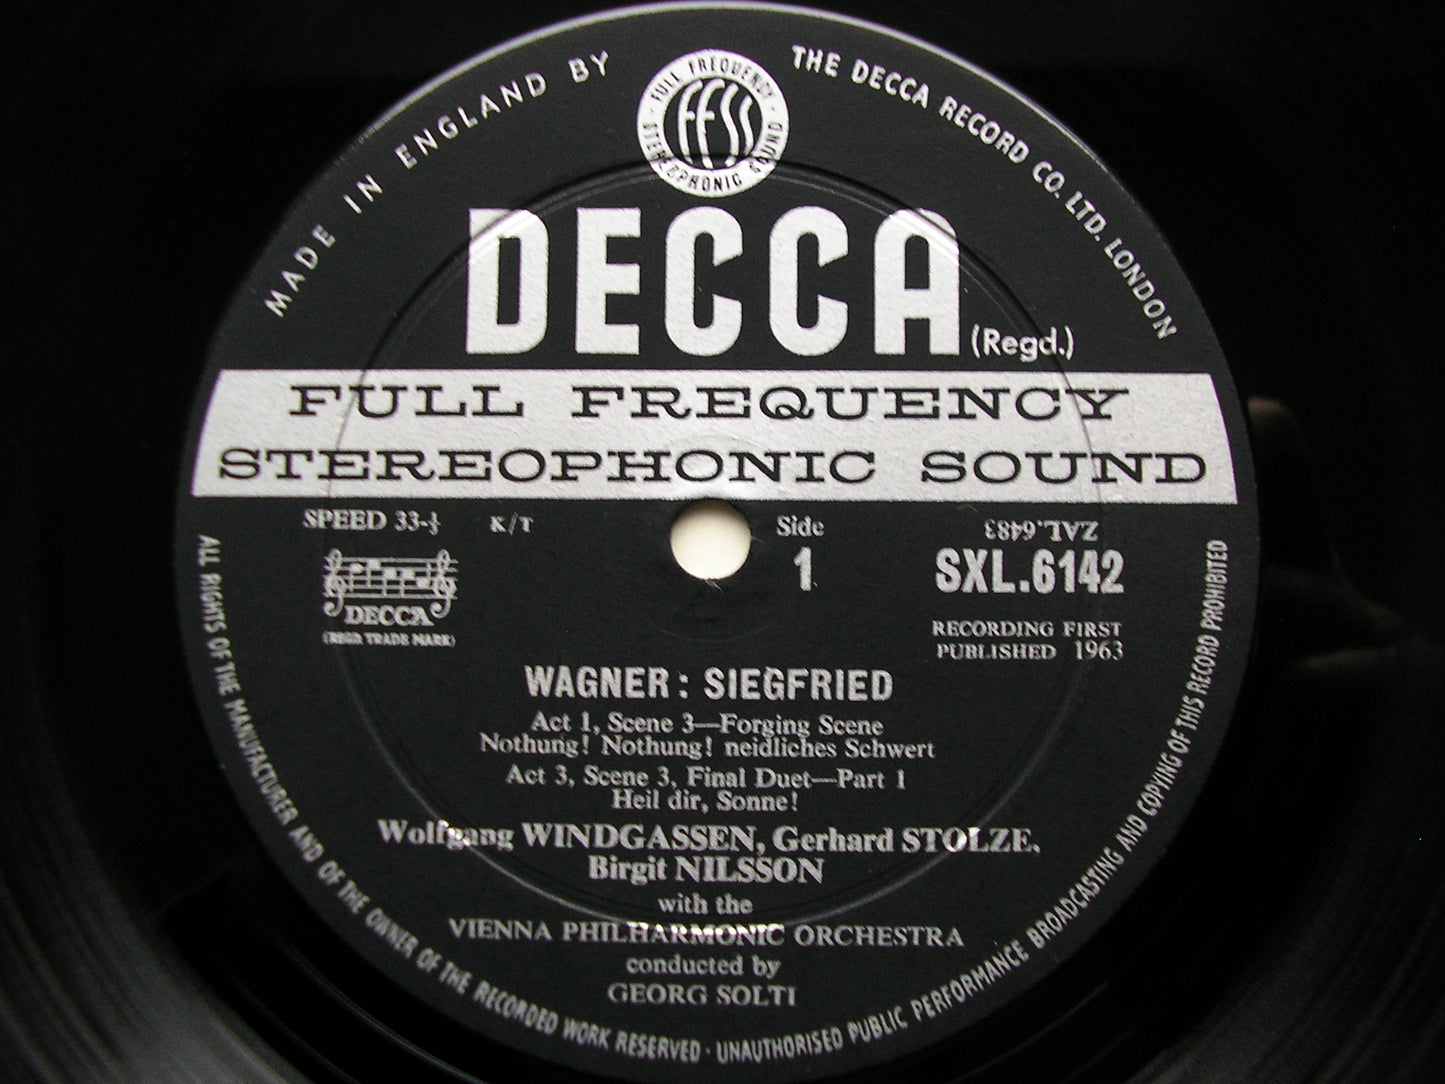 MADE IN ENGLAND BY
THE DECCA RECORD CO. LTD. LONDON
FULL FREQUENCY
FFSS
STEREOPHONIC SOUND
DECCA (Regd.)
FULL FREQUENCY
STEREOPHONIC SOUND
SPEED 33-⅓ K/T
Side
1
ZAL.6483
SXL.6142
DECCA
(REGD TRADE MARK)
RECORDING FIRST
PUBLISHED 1963
WAGNER: SIEGFRIED
Act 1, Scene 3—Forging Scene
Nothung! Nothung! neidliches Schwert
Act 3, Scene 3, Final Duet—Part 1
Heil dir, Sonne!
Wolfgang WINDGASSEN, Gerhard STOLZE,
Birgit NILSSON
with the
VIENNA PHILHARMONIC ORCHESTRA
conducted by
GEORG SOLTI
ALL RIGHTS OF THE MANUFACTURER AND OF THE OWNER OF THE RECORDED WORK RESERVED · UNAUTHORISED PUBLIC PERFORMANCE BROADCASTING AND COPYING OF THIS RECORD PROHIBITED